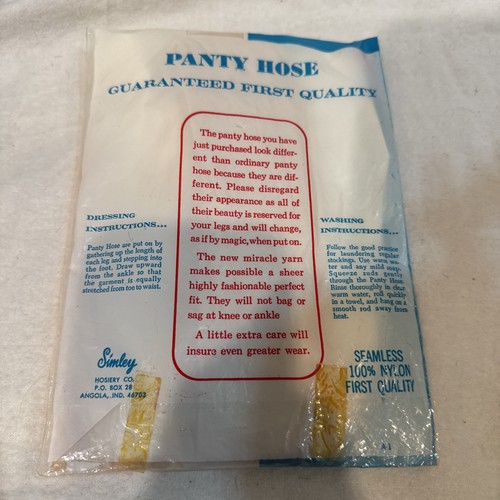 PANTY HOSE
GUARANTEED FIRST QUALITY
The panty hose you have
just purchased look differ-
ent than ordinary panty
hose because they are dif-
ferent. Please disregard
their appearance as all of
their beauty is reserved for
your legs and will change,
as if by magic, when put on.
The new miracle yarn
makes possible a sheer
highly fashionable perfect
fit. They will not bag or
sag at knee or ankle
A little extra care will
insure even greater wear.
DRESSING
INSTRUCTIONS...
Panty Hose are put on by
gathering up the length of
each leg and stepping into
the foot. Draw upward
from the ankle so that
the garment is equally
stretched from toe to waist.
WASHING
INSTRUCTIONS...
Follow the good practice
for laundering regular
stockings. Use warm wa-
ter and any mild soap.
Squeeze suds gently
through the Panty Hose.
Rinse thoroughly in clean
warm water, roll quickly
in a towel, and hang on a
smooth rod away from
heat.
Simley
HOSIERY CO.
P.O. BOX 28
ANGOLA, IND. 46703
SEAMLESS
100% NYLON
FIRST QUALITY
A 1